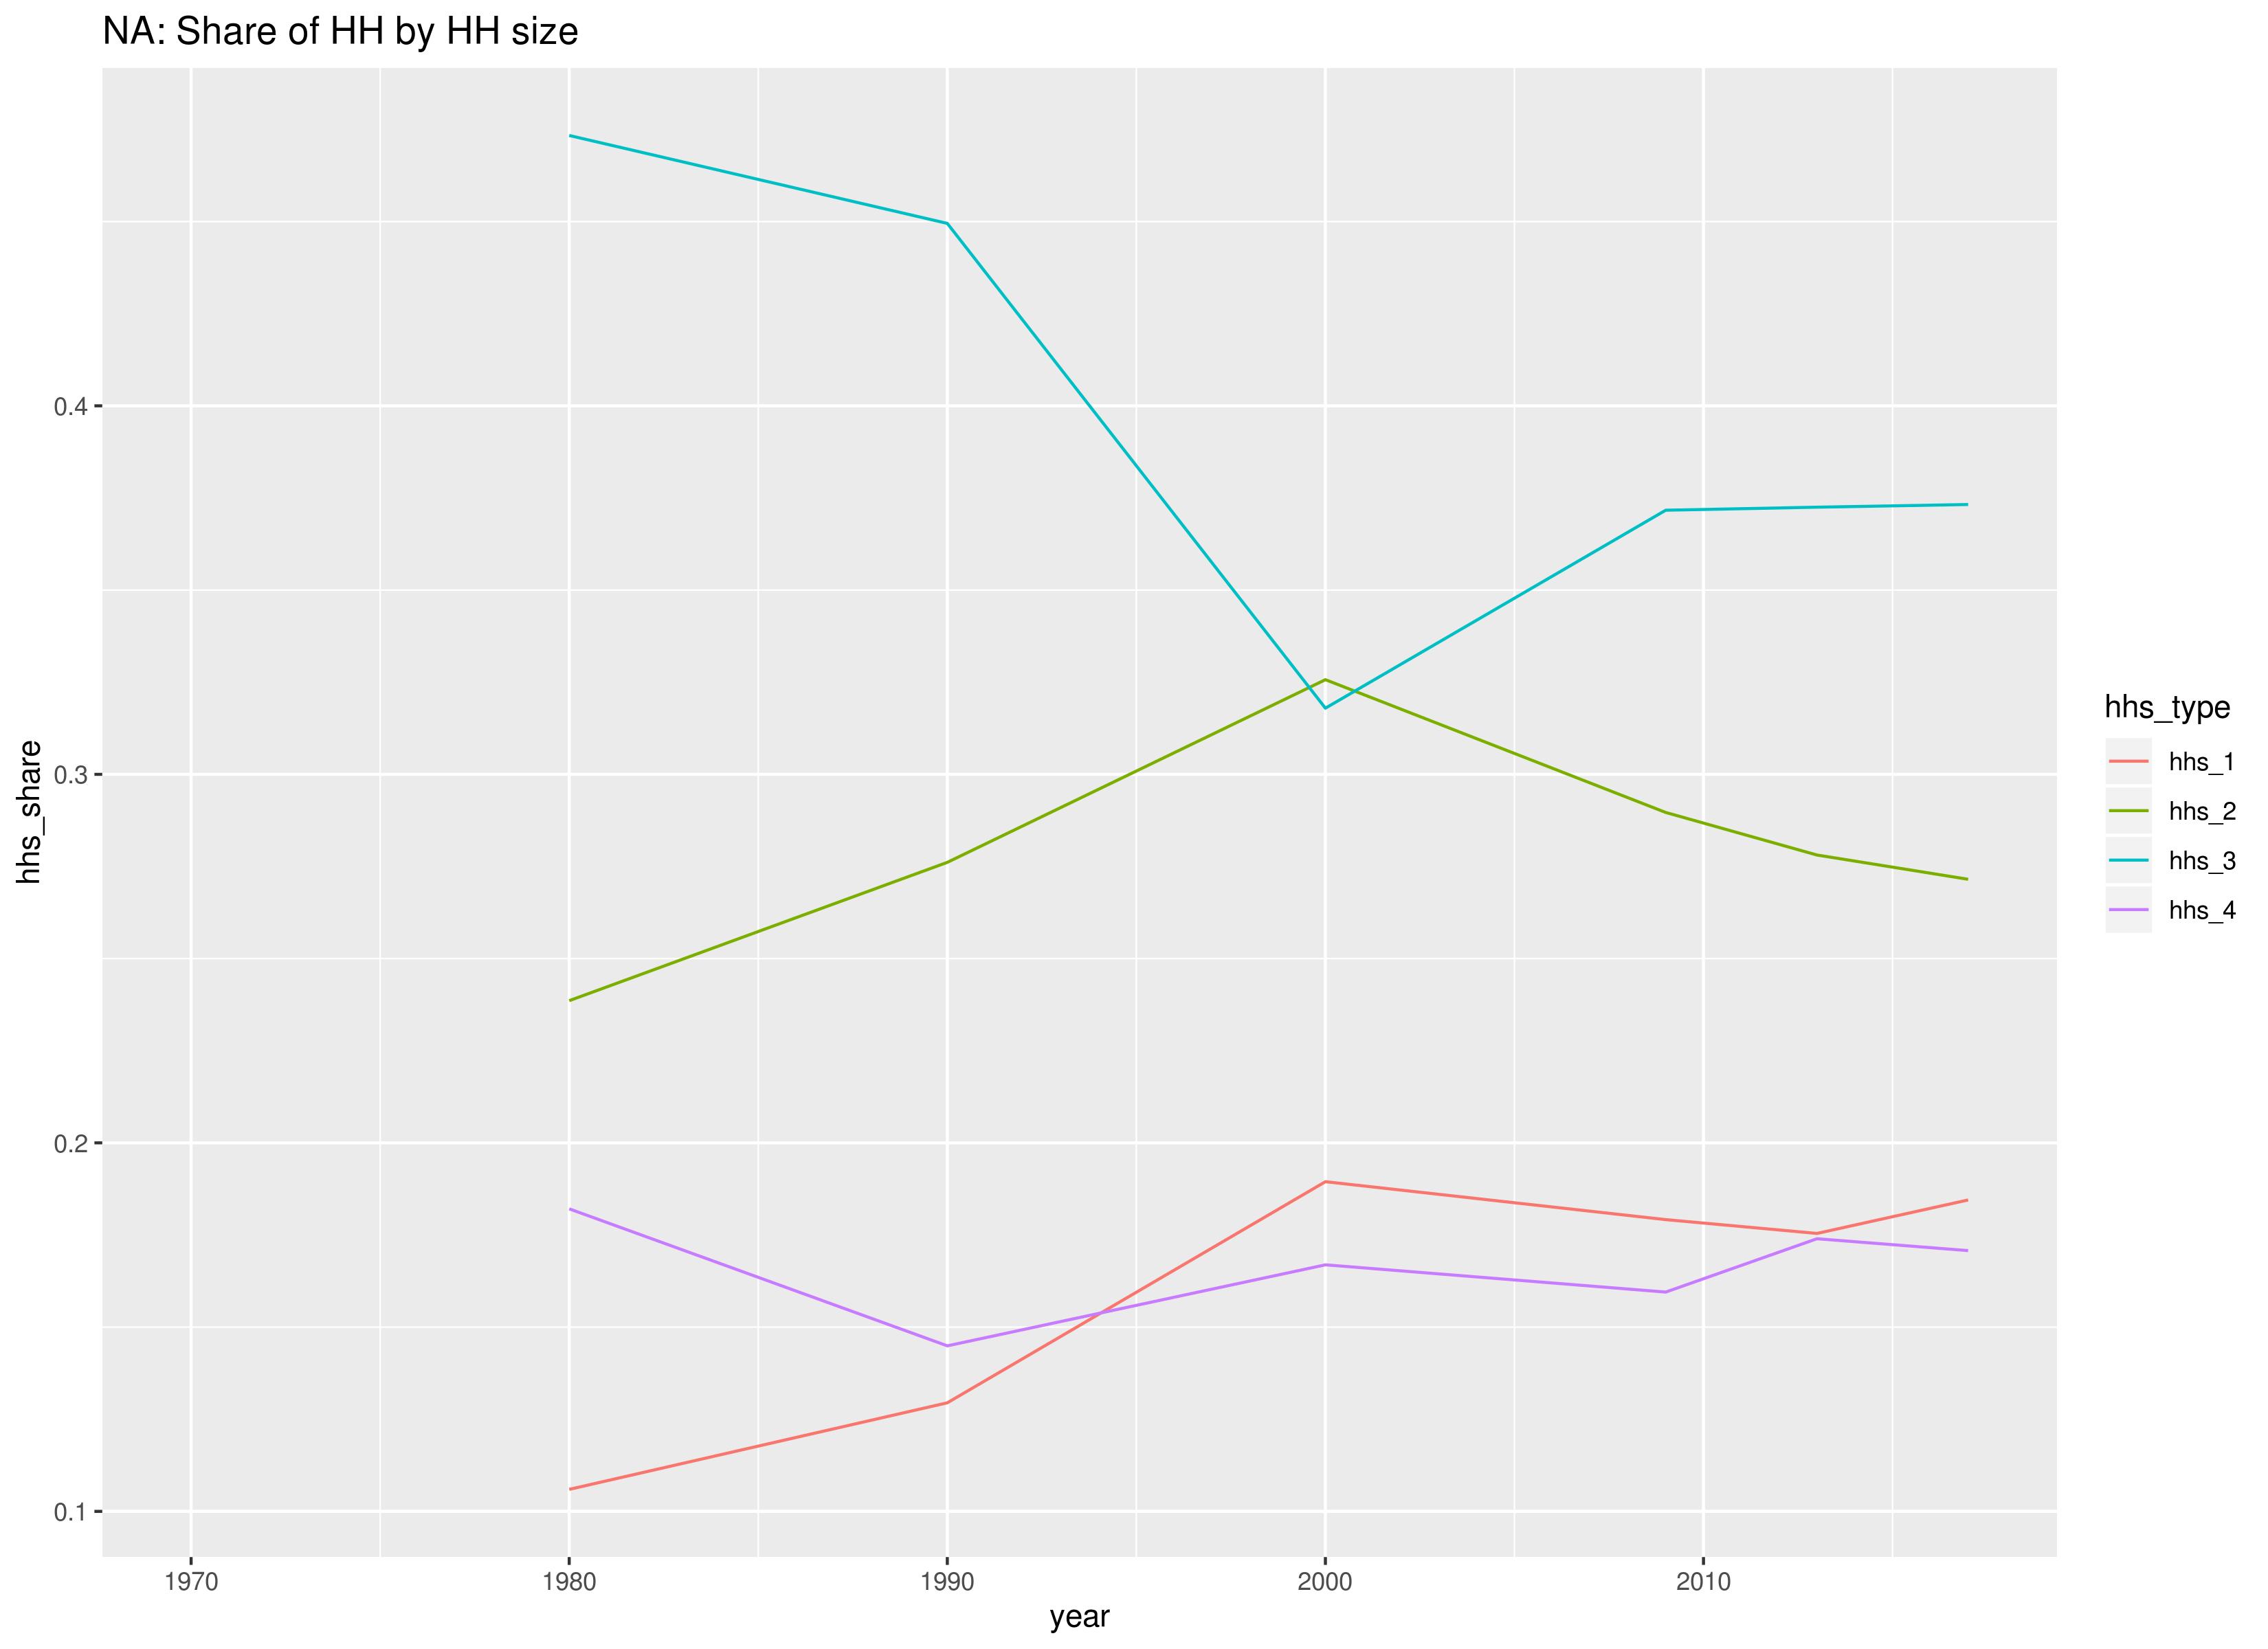 NA: Share of HH by HH size
hhs_share
0.4
0.3
0.2
0.1
1970
1980
1990
2000
2010
year
hhs_type
hhs_1
hhs_2
hhs_3
hhs_4